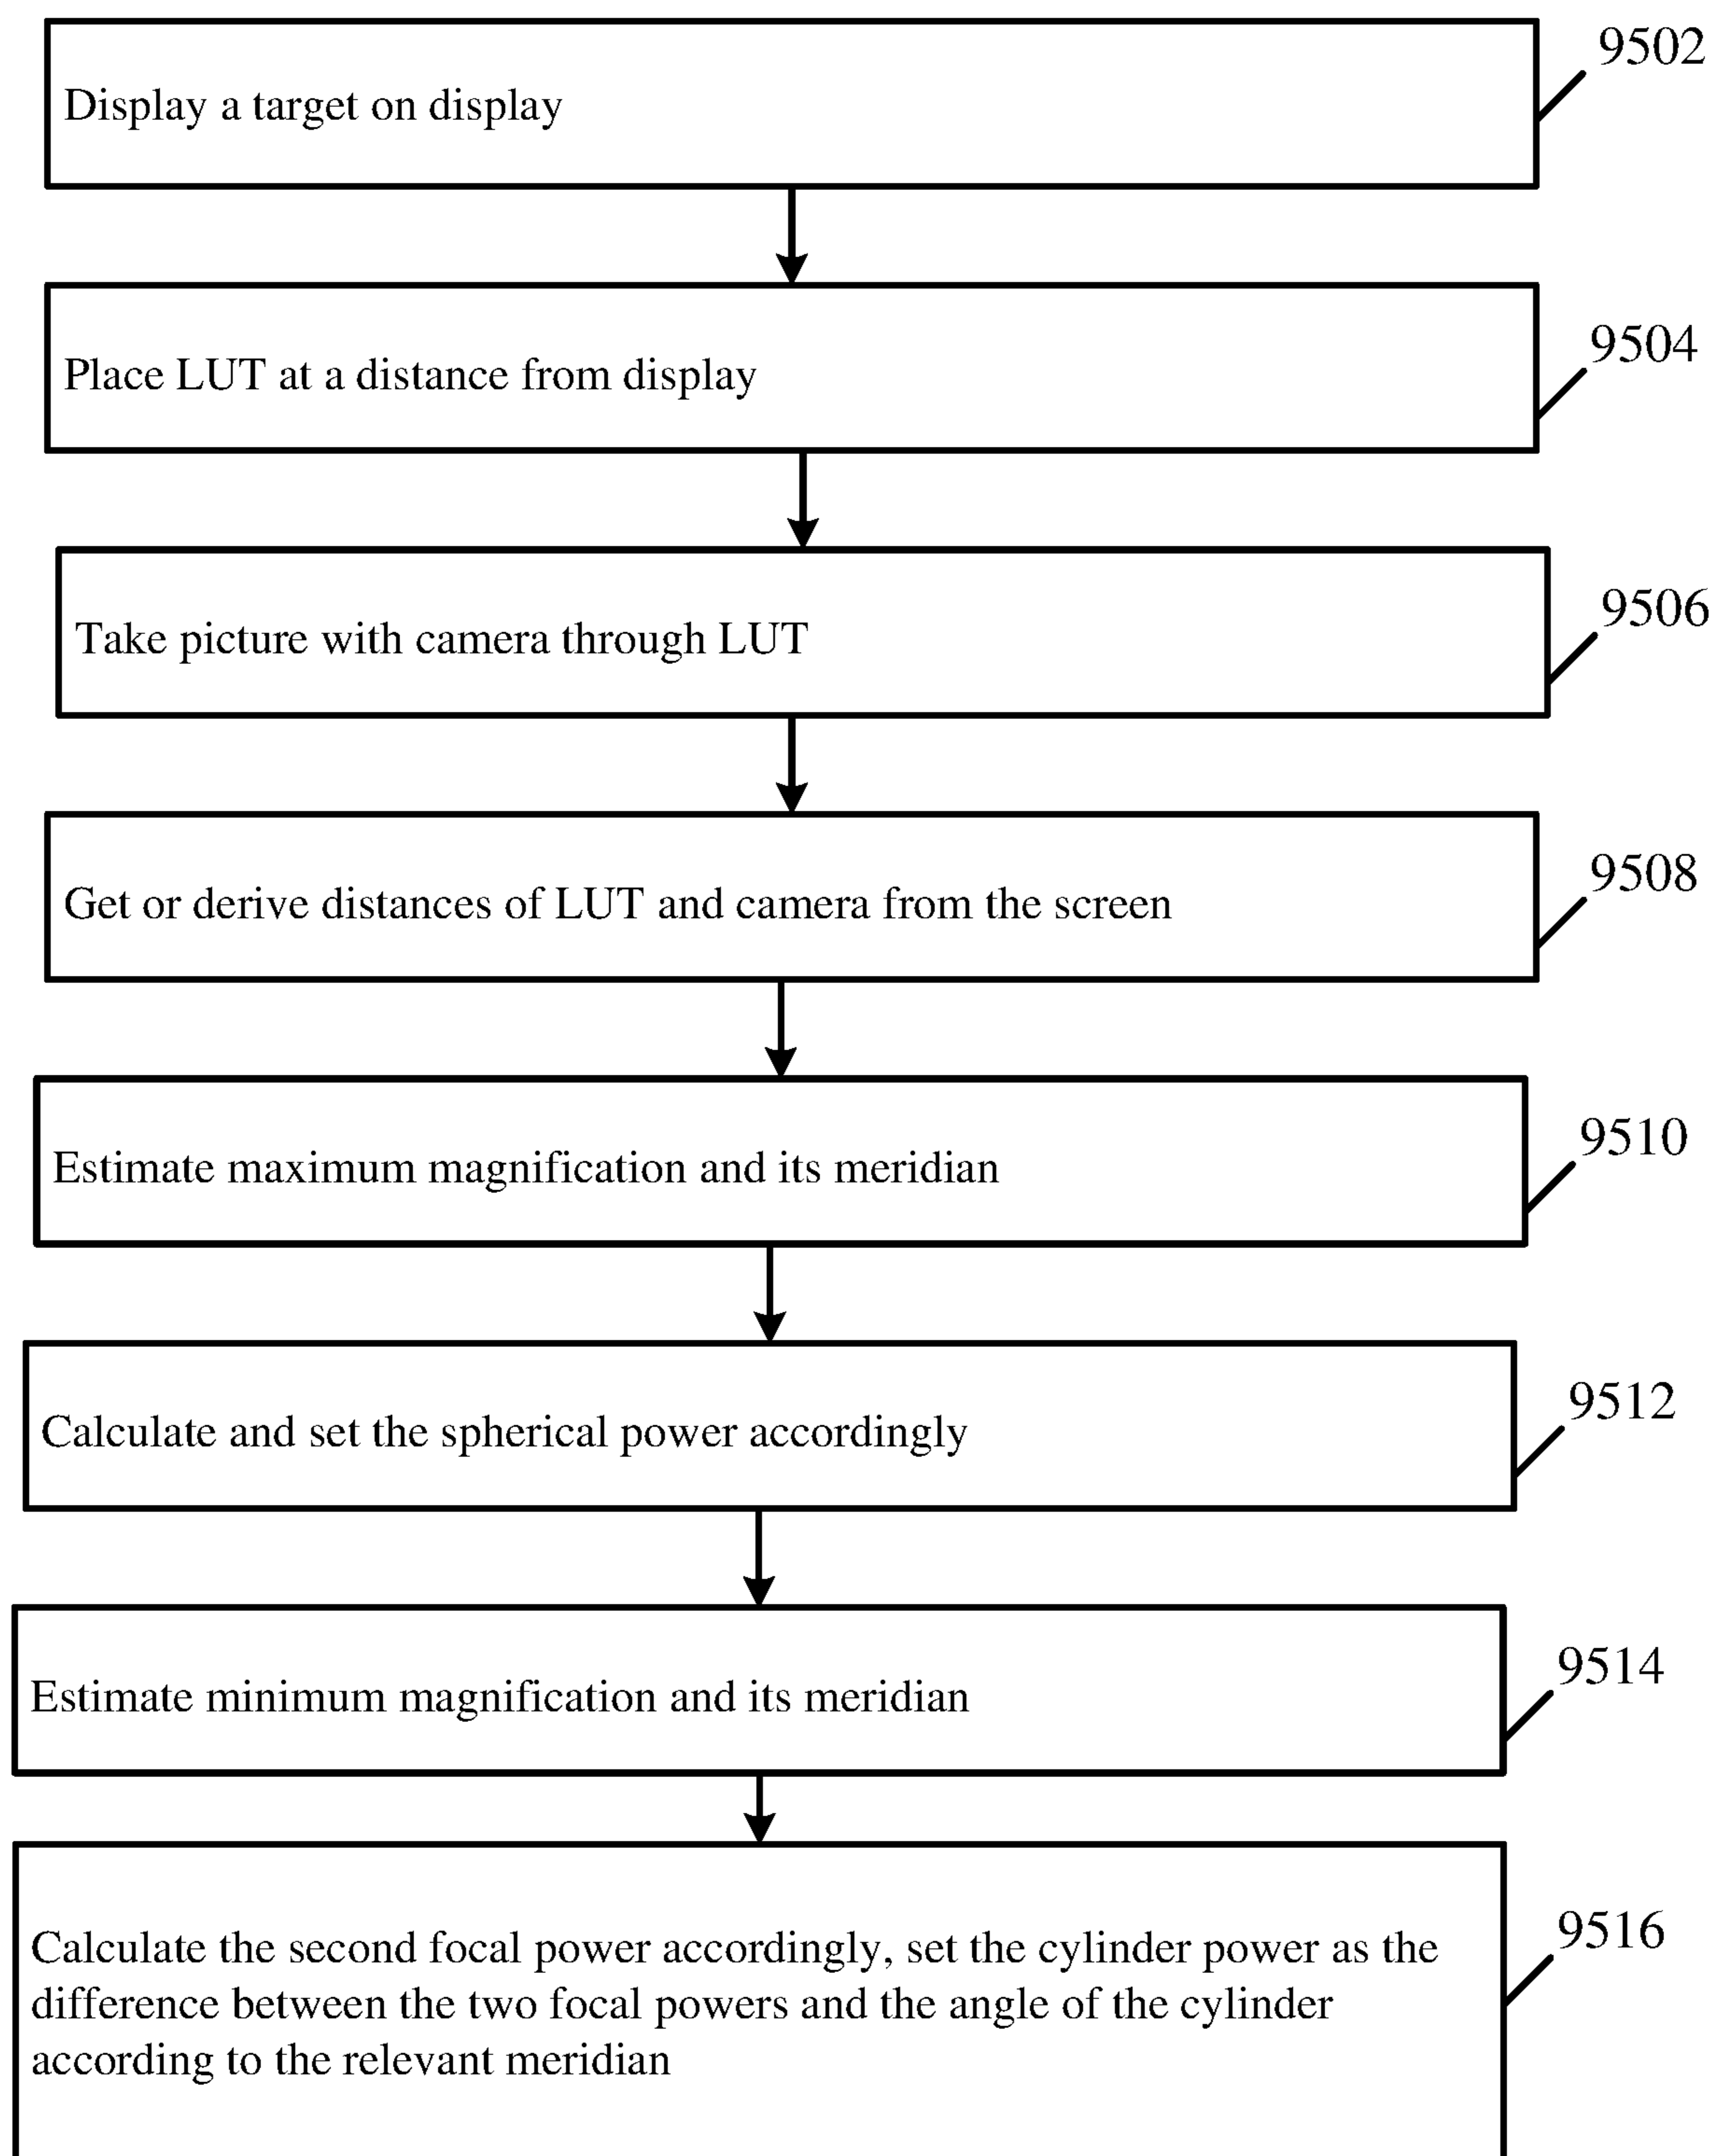 9502
Display a target on display
9504
Place LUT at a distance from display
9506
Take picture with camera through LUT
9508
Get or derive distances of LUT and camera from the screen
9510
Estimate maximum magnification and its meridian
9512
Calculate and set the spherical power accordingly
9514
Estimate minimum magnification and its meridian
9516
Calculate the second focal power accordingly, set the cylinder power as the
difference between the two focal powers and the angle of the cylinder
according to the relevant meridian